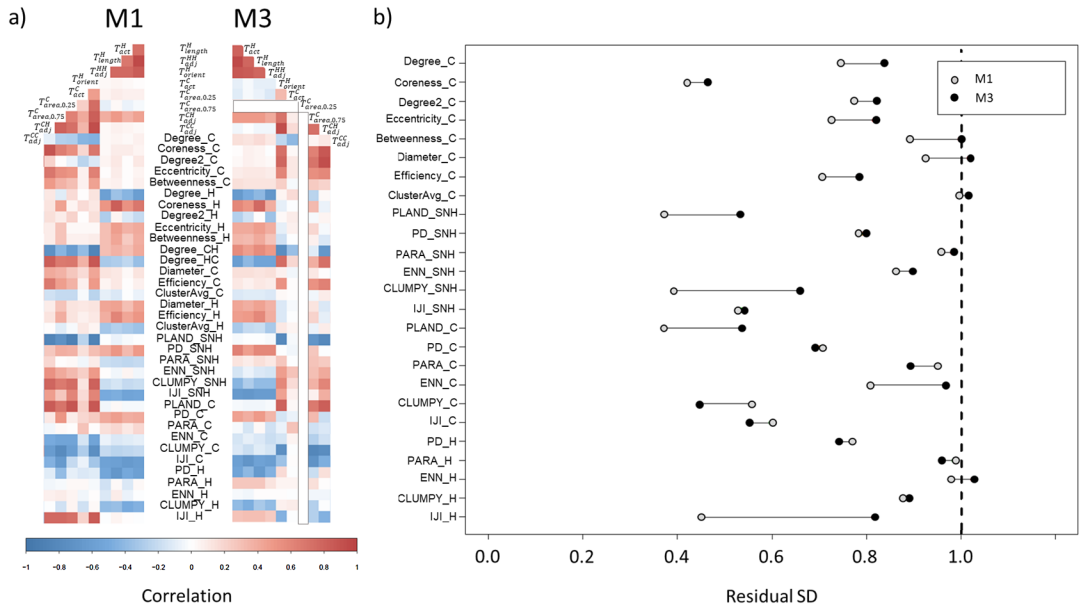 a)
M1
M3
b)
T^H_act
T^H_length
T^HH_adj
T^H_orient
T^C_act
T^C_area,0.25
T^C_area,0.75
T^CH_adj
T^CC_adj
T^H_length
T^HH_adj
T^H_orient
T^C_act
T^C_area,0.25
T^C_area,0.75
T^CH_adj
T^CC_adj
T^H_act
T^H_length
T^HH_adj
T^H_orient
T^C_act
T^C_area,0.25
T^C_area,0.75
T^CH_adj
T^CC_adj
Degree_C
Coreness_C
Degree2_C
Eccentricity_C
Betweenness_C
Degree_H
Coreness_H
Degree2_H
Eccentricity_H
Betweenness_H
Degree_CH
Degree_HC
Diameter_C
Efficiency_C
ClusterAvg_C
Diameter_H
Efficiency_H
ClusterAvg_H
PLAND_SNH
PD_SNH
PARA_SNH
ENN_SNH
CLUMPY_SNH
IJI_SNH
PLAND_C
PD_C
PARA_C
ENN_C
CLUMPY_C
IJI_C
PD_H
PARA_H
ENN_H
CLUMPY_H
IJI_H
−1 −0.8 −0.6 −0.4 −0.2 0 0.2 0.4 0.6 0.8 1
Correlation
Degree_C
Coreness_C
Degree2_C
Eccentricity_C
Betweenness_C
Diameter_C
Efficiency_C
ClusterAvg_C
PLAND_SNH
PD_SNH
PARA_SNH
ENN_SNH
CLUMPY_SNH
IJI_SNH
PLAND_C
PD_C
PARA_C
ENN_C
CLUMPY_C
IJI_C
PD_H
PARA_H
ENN_H
CLUMPY_H
IJI_H
M1
M3
0.0 0.4 0.6 0.8 1.0
Residual SD